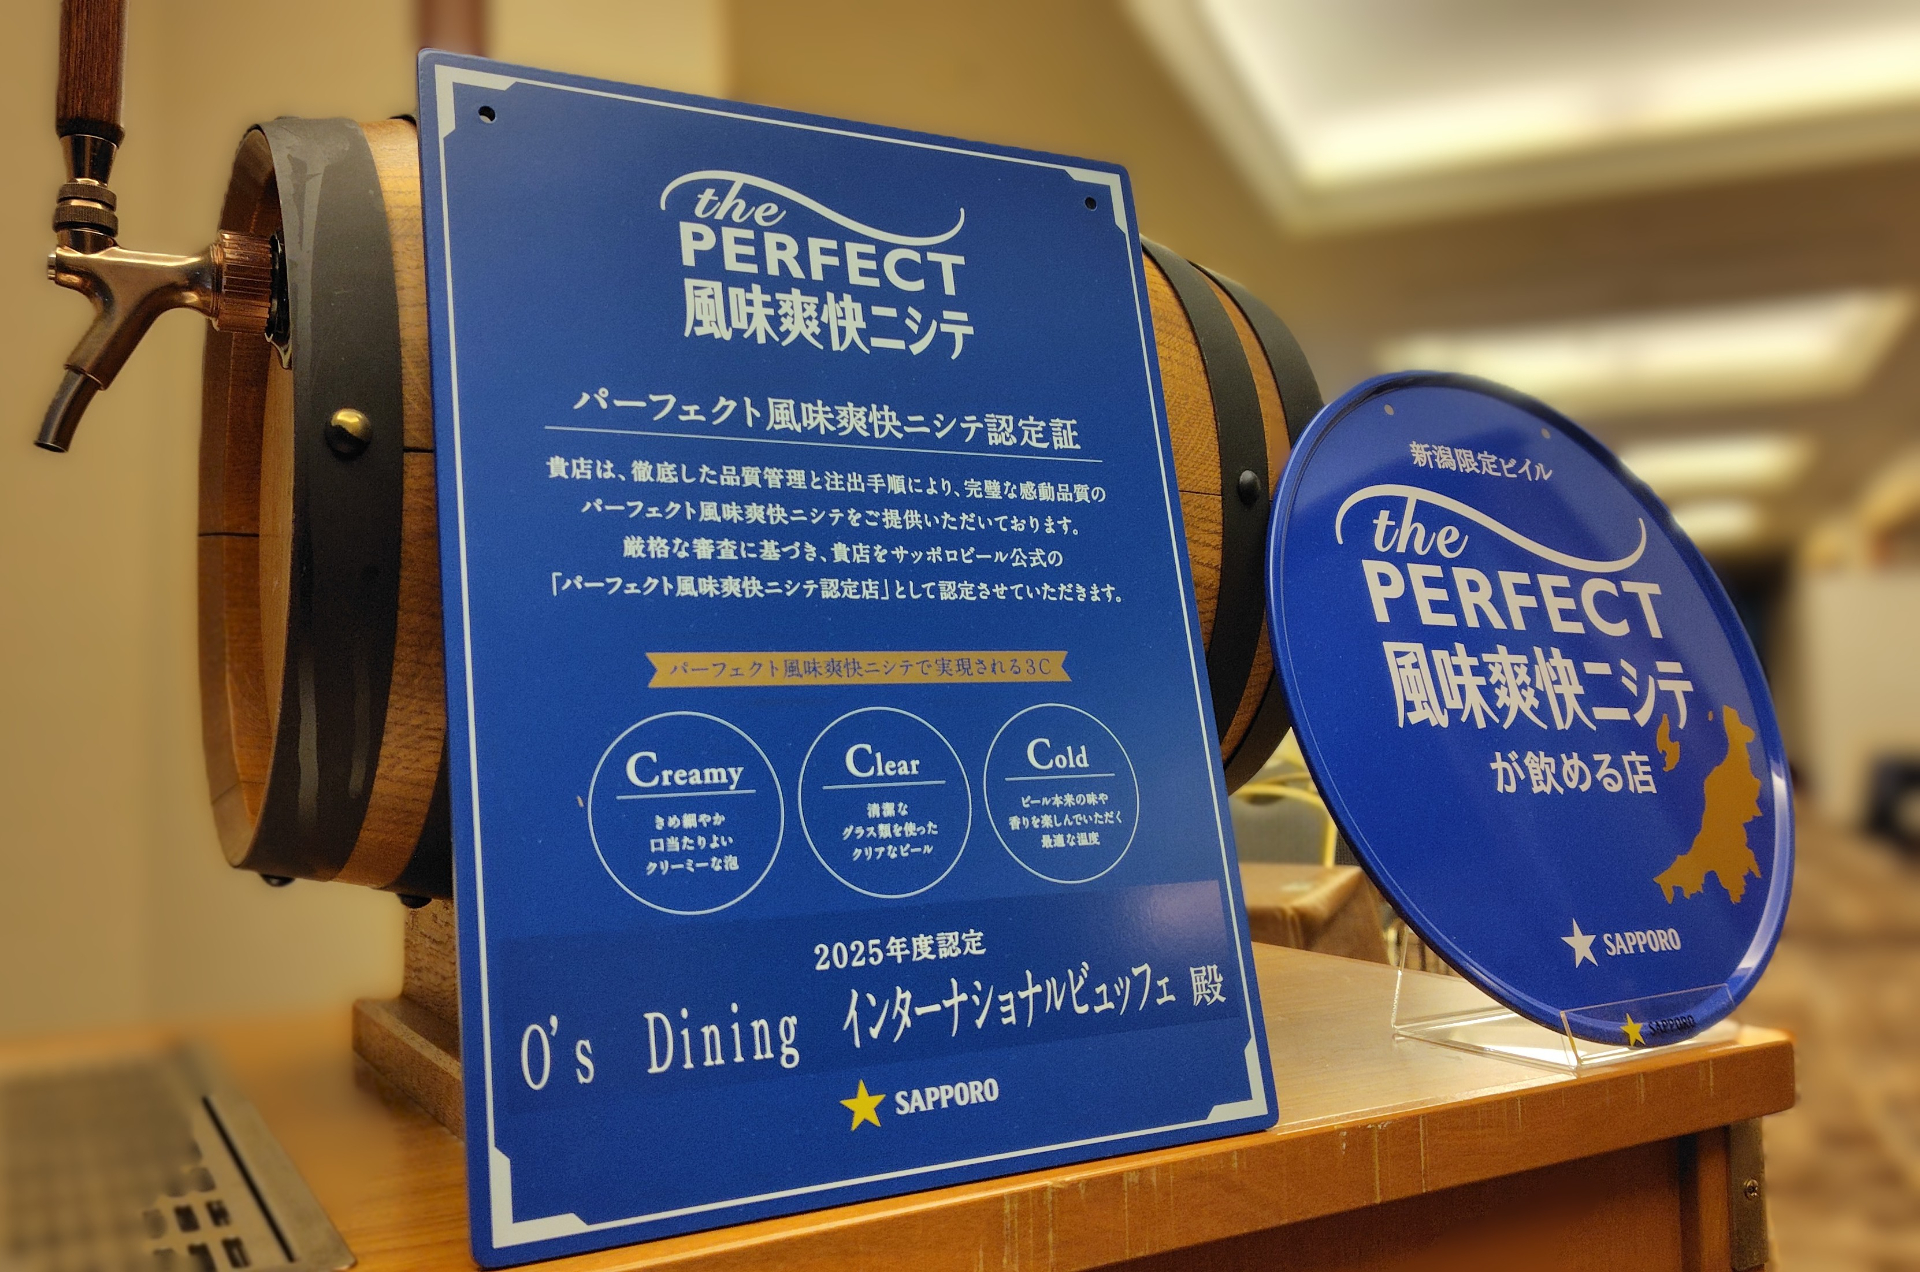 the
PERFECT
風味爽快ニシテ
パーフェクト風味爽快ニシテ認定証
貴店は、徹底した品質管理と注出手順により、完璧な感動品質の
パーフェクト風味爽快ニシテをご提供いただいております。
厳格な審査に基づき、貴店をサッポロビール公式の
「パーフェクト風味爽快ニシテ認定店」として認定させていただきます。
パーフェクト風味爽快ニシテで実現される3C
Creamy
きめ細やか
口当たりよい
クリーミーな泡
Clear
清潔な
グラス類を使った
クリアなビール
Cold
ビール本来の味や
香りを楽しんでいただく
最適な温度
2025年度認定
O's Dining インターナショナルビュッフェ 殿
SAPPORO
新潟限定ビイル
the
PERFECT
風味爽快ニシテ
が飲める店
SAPPORO
SAPPORO